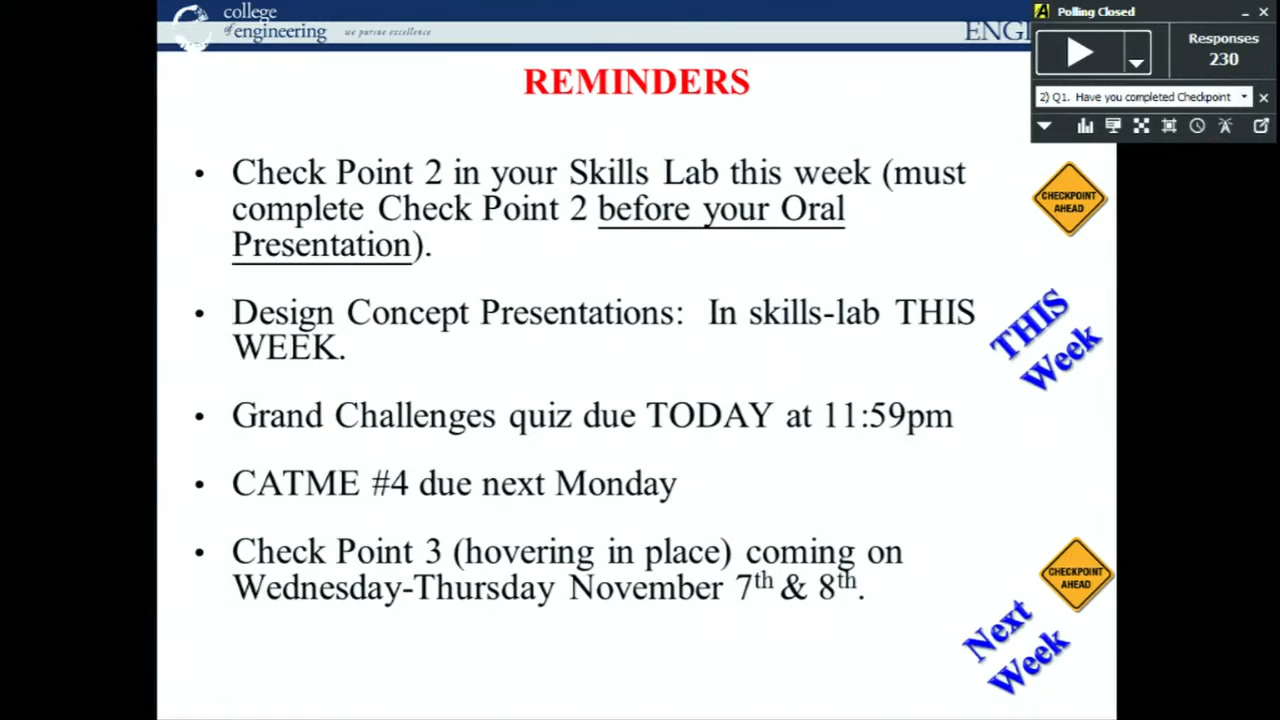 college
of engineering we pursue excellence
ENGI
Polling Closed
Responses
230
2) Q1. Have you completed Checkpoint
REMINDERS
• Check Point 2 in your Skills Lab this week (must
complete Check Point 2 before your Oral
Presentation).
CHECKPOINT
AHEAD
• Design Concept Presentations: In skills-lab THIS
WEEK.
THIS
Week
• Grand Challenges quiz due TODAY at 11:59pm
• CATME #4 due next Monday
• Check Point 3 (hovering in place) coming on
Wednesday-Thursday November 7th & 8th.
CHECKPOINT
AHEAD
Next
Week